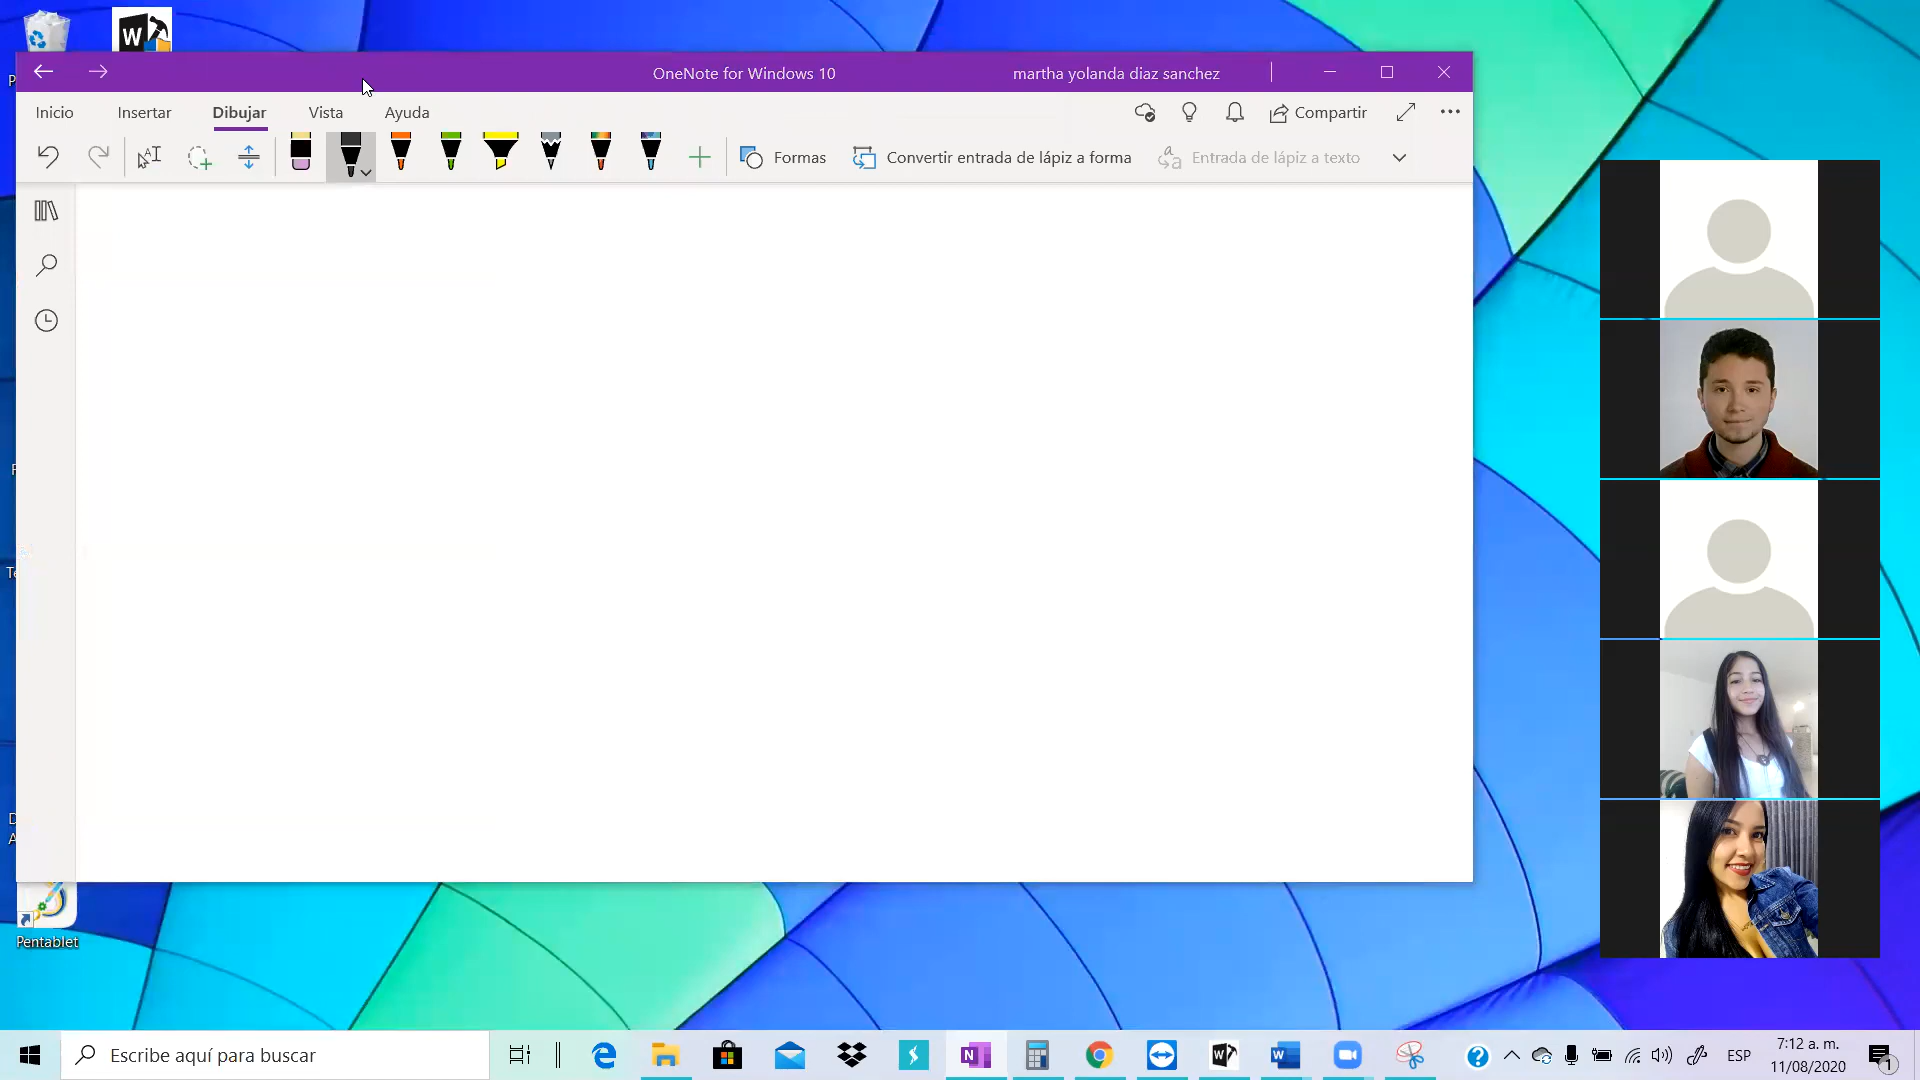 OneNote for Windows 10
martha yolanda diaz sanchez
Inicio
Insertar
Dibujar
Vista
Ayuda
Compartir
Formas
Convertir entrada de lápiz a forma
Entrada de lápiz a texto
Pentablet
Escribe aquí para buscar
ESP
7:12 a. m.
11/08/2020
1